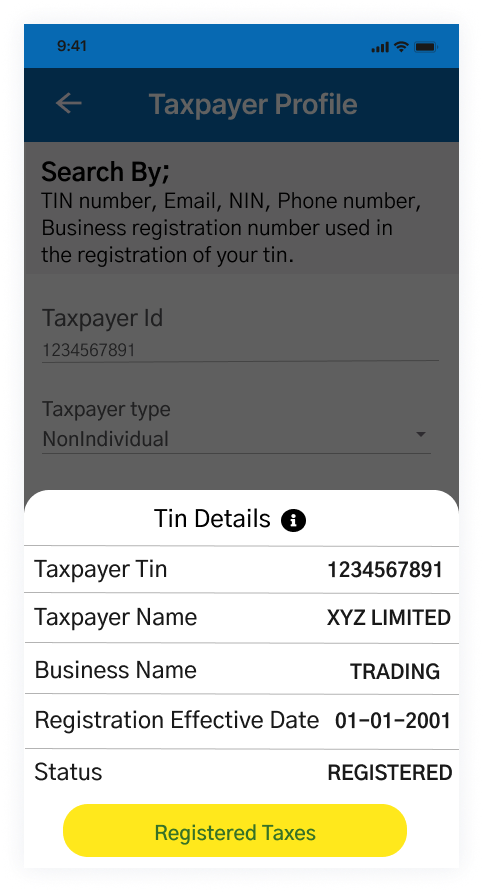 9:41
Taxpayer Profile
Search By;
TIN number, Email, NIN, Phone number,
Business registration number used in
the registration of your tin.
Taxpayer Id
1234567891
Taxpayer type
NonIndividual
Tin Details
Taxpayer Tin 1234567891
Taxpayer Name XYZ LIMITED
Business Name TRADING
Registration Effective Date 01-01-2001
Status REGISTERED
Registered Taxes